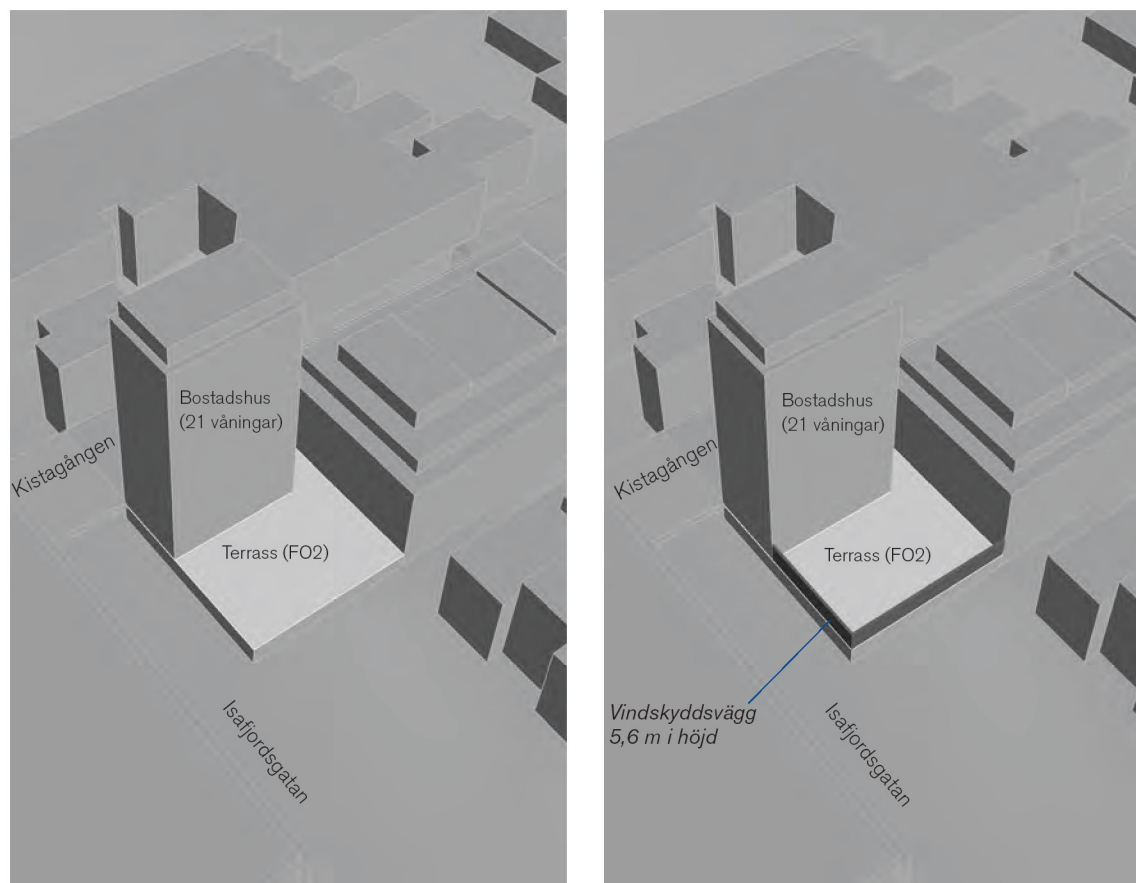 Bostadshus
(21 våningar)
Kistagången
Terrass (FO2)
Isafjordsgatan
Bostadshus
(21 våningar)
Kistagången
Terrass (FO2)
Vindskyddsvägg
5,6 m i höjd
Isafjordsgatan